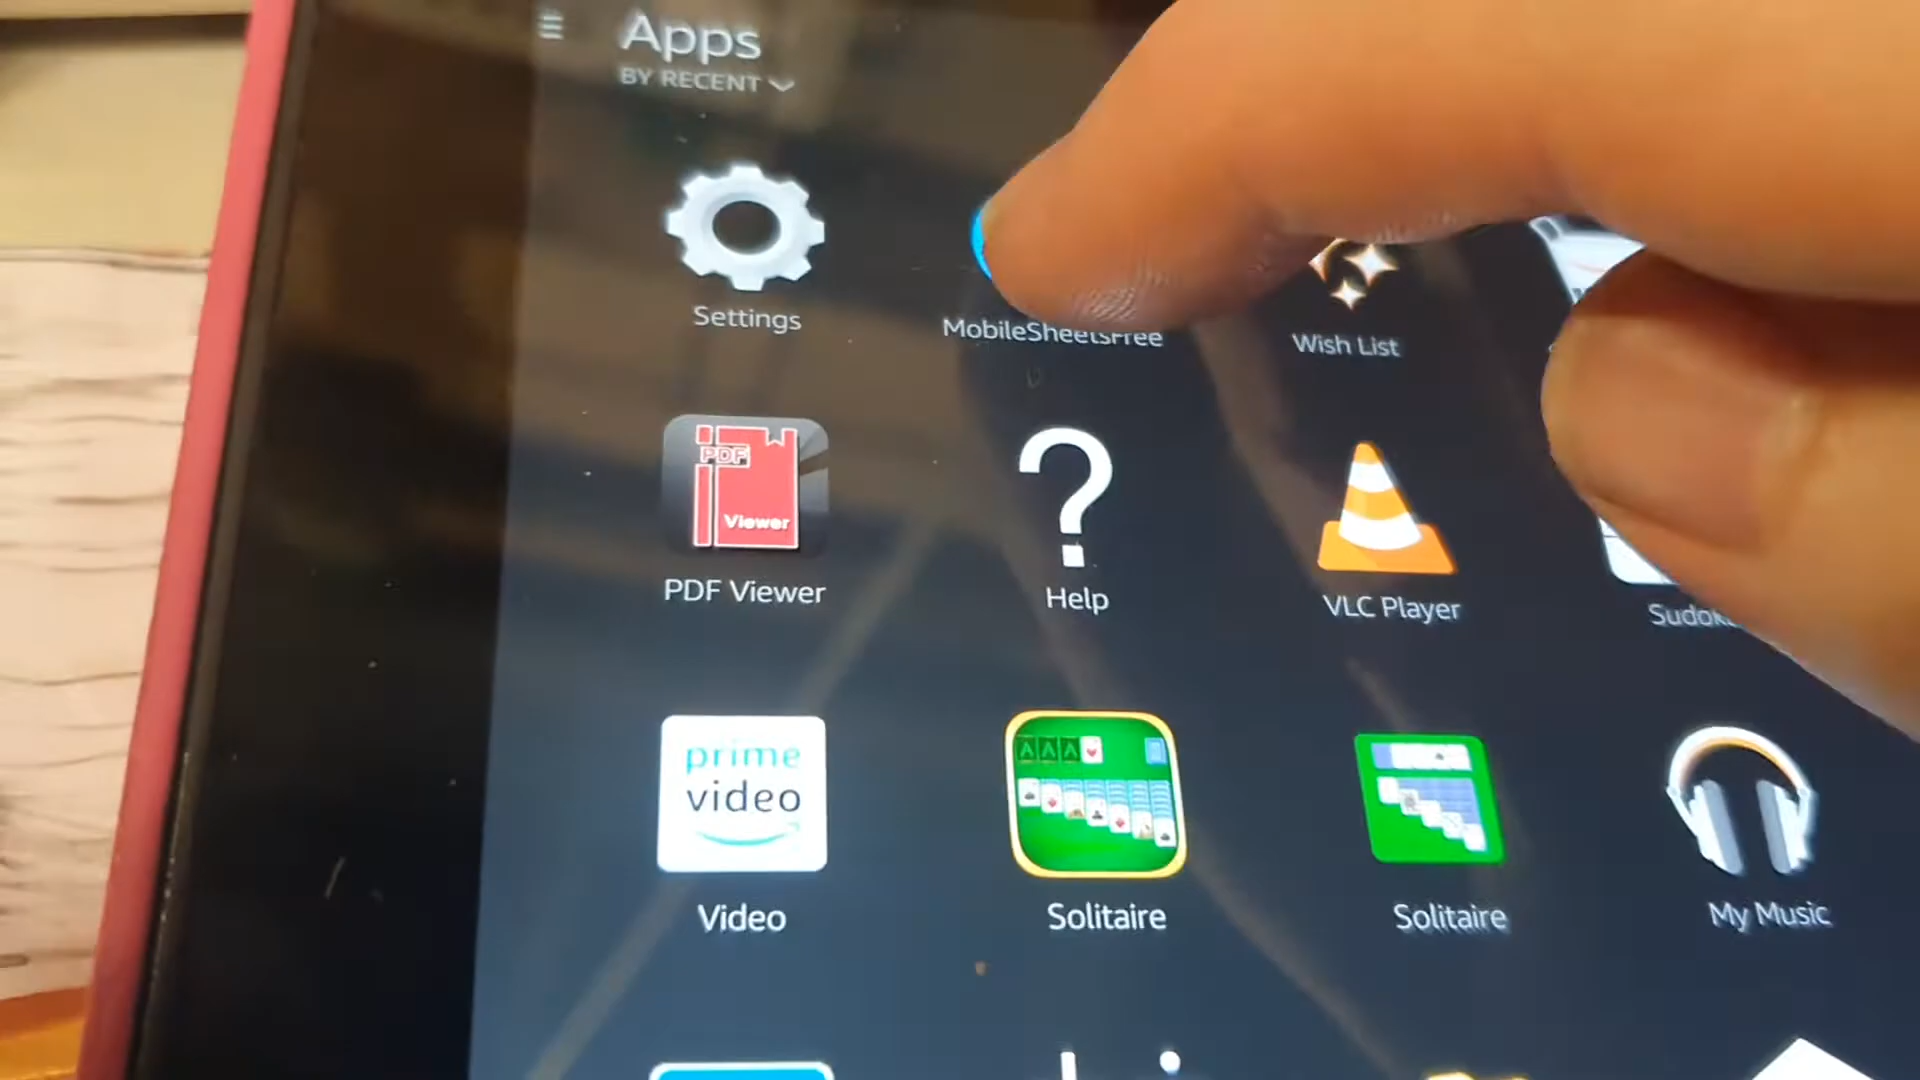 Apps
BY RECENT
Settings
MobileSheetsFree
Wish List
PDF
Viewer
PDF Viewer
Help
VLC Player
prime
video
Video
A A A
Solitaire
Solitaire
My Music